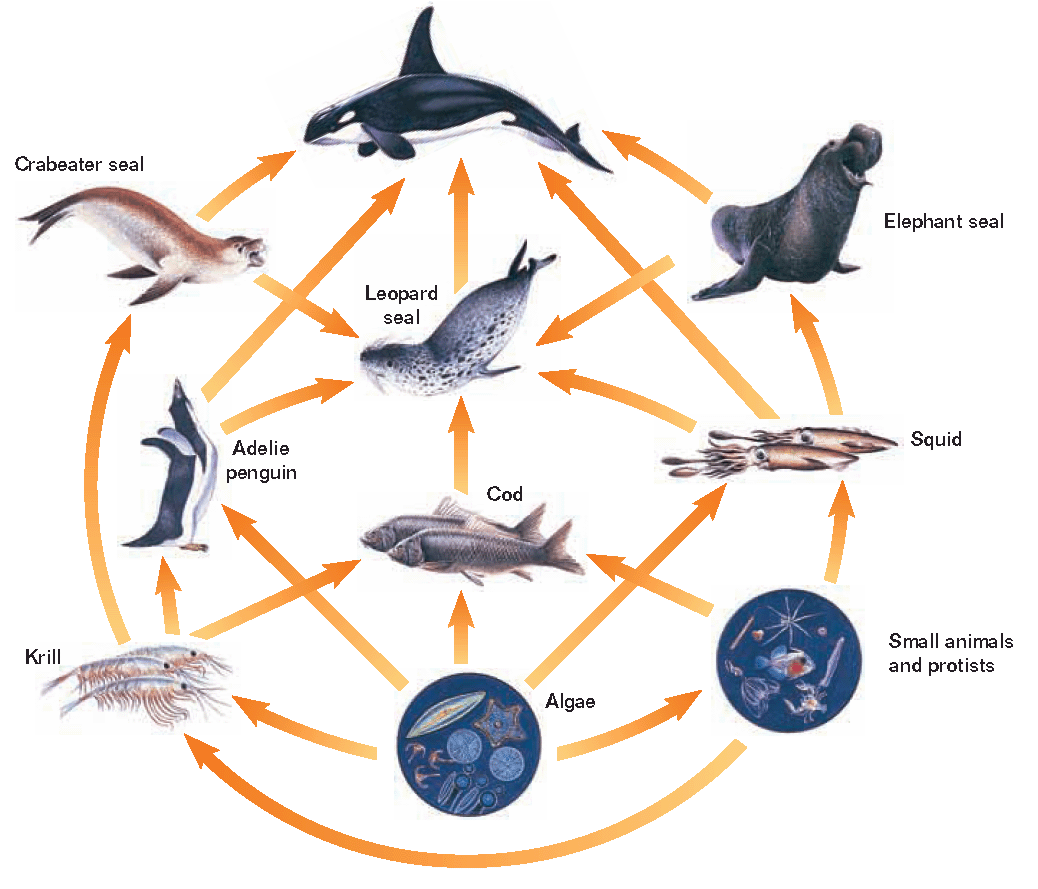 Crabeater seal
Elephant seal
Leopard
seal
Adelie
penguin
Squid
Cod
Krill
Algae
Small animals
and protists